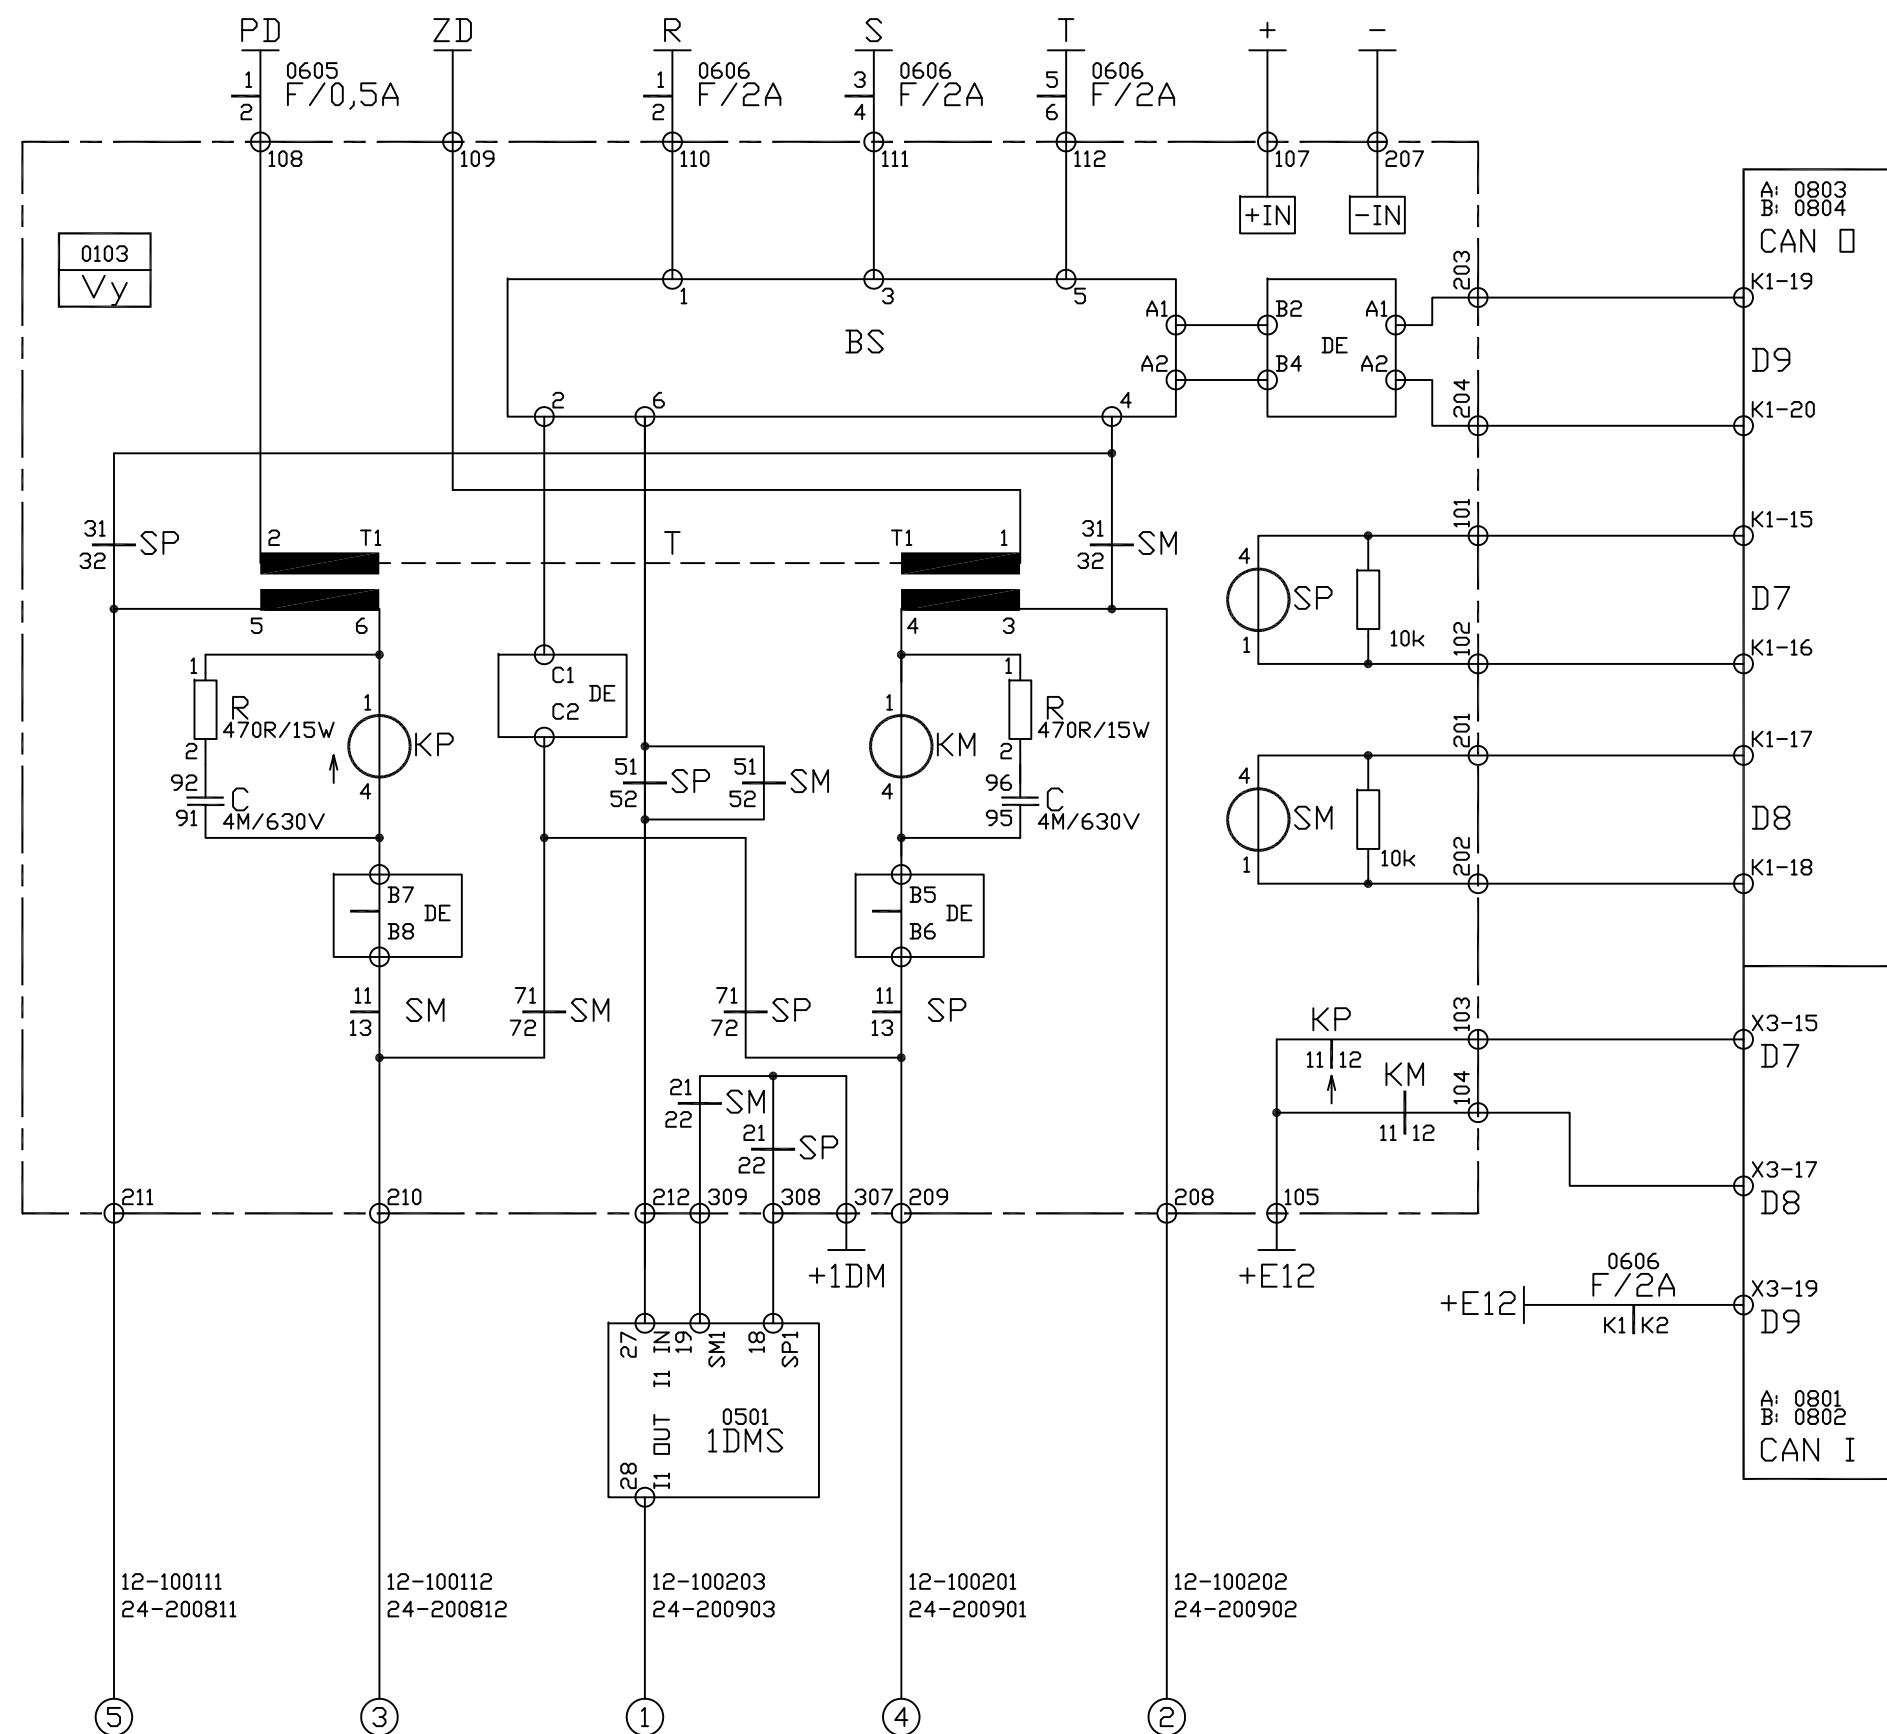 PD ZD R S T + -
1 0605 1 0606 3 0606 5 0606
F/0,5A F/2A F/2A F/2A
2 2 4 6
108 109 110 111 112 107 207
+IN -IN
A: 0803
B: 0804
CAN O
0103
Vy
203
K1-19
1 3 5
A1 B2 A1
BS DE D9
A2 B4 A2
204
2 6 4
K1-20
31 SP 2 T1 T T1 1 31 SM
32 32
101 K1-15
4
SP D7
10k
5 6 4 3
1 102 K1-16
1 1 C1 DE 1 1
R C2 R
470R/15W KP KM 470R/15W
2 4 4 2
201 K1-17
92 51 SP 51 SM 96
C 52 52 C
91 4M/630V 95 4M/630V
4
SM D8
10k
1 202 K1-18
B7 DE B5 DE
B8 B6
11 SM 71 SM 71 SP 11 SP
13 72 72 13
KP 103 X3-15
11 12 D7
KM 104
11 12
21 SM
22
21 SP
22
X3-17
D8
211 210 212 309 308 307 209 208 105
+1DM +E12
0606
F/2A
+E12 X3-19
K1 K2 D9
27 I1 IN 19 SM1 18 SP1
0501
1DMS
28 I1 OUT
A: 0801
B: 0802
CAN I
12-100111 12-100112 12-100203 12-100201 12-100202
24-200811 24-200812 24-200903 24-200901 24-200902
5 3 1 4 2